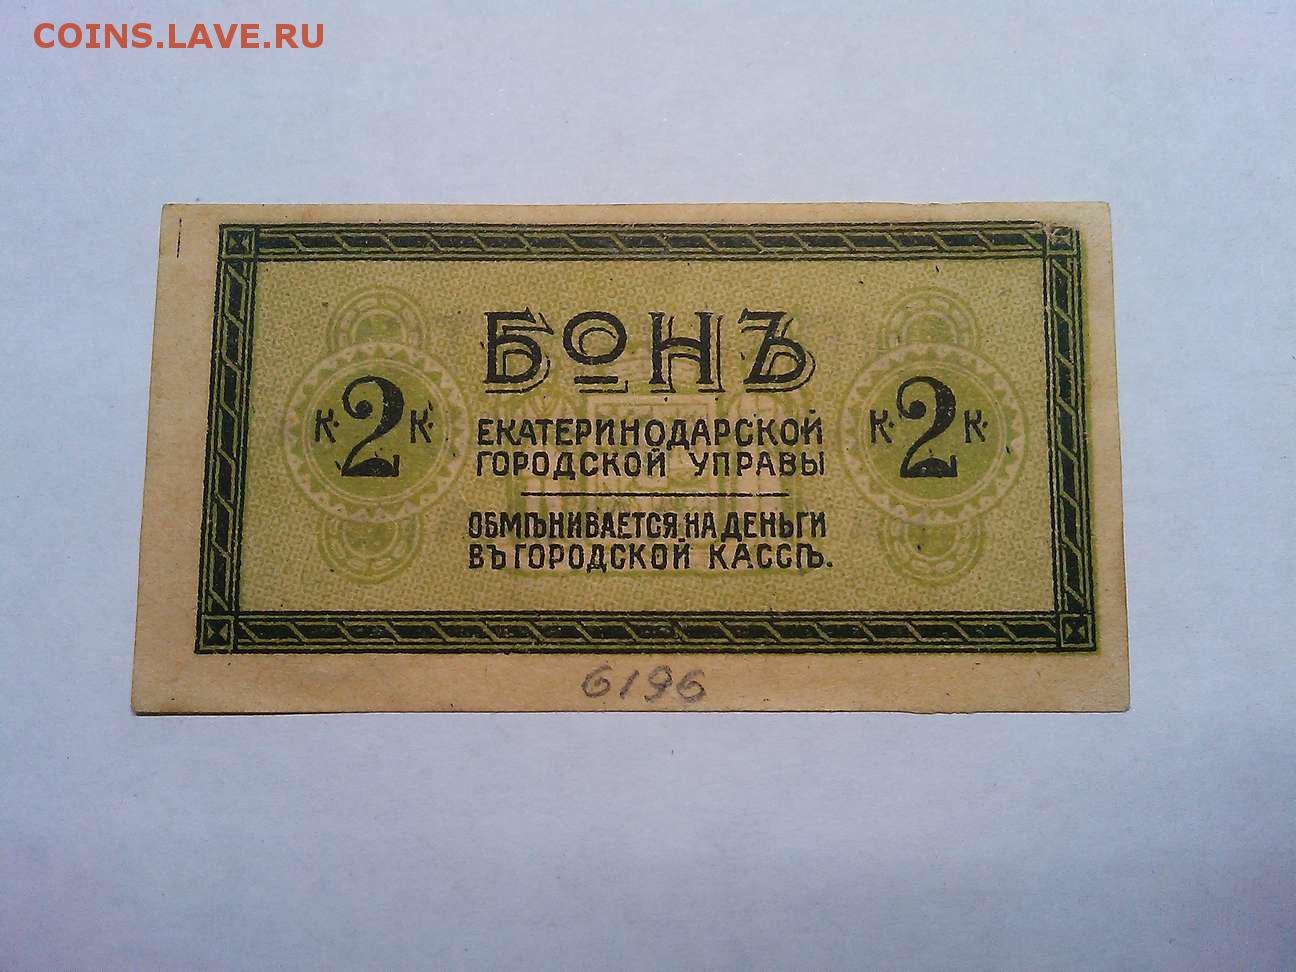 COINS.LAVE.RU
БОНЪ
К. 2 К.
ЕКАТЕРИНОДАРСКОЙ
ГОРОДСКОЙ УПРАВЫ
К. 2 К.
ОБМѢНИВАЕТСЯ НА ДЕНЬГИ
ВЪ ГОРОДСКОЙ КАССѢ.
6196